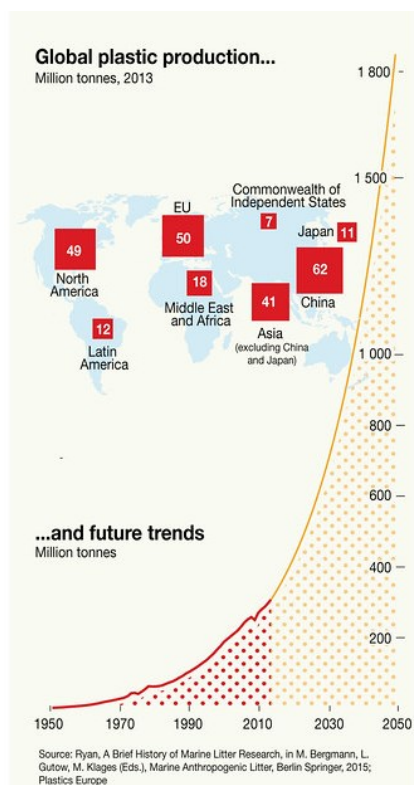 Global plastic production...
Million tonnes, 2013
1 800
1 500
Commonwealth of
Independent States
7
EU
50
Japan
11
49
North
America
18
Middle East
and Africa
62
China
41
Asia
(excluding China
and Japan)
12
Latin
America
1 000
800
600
...and future trends
Million tonnes
400
200
1950
1970
1990
2010
2030
2050
Source: Ryan, A Brief History of Marine Litter Research, in M. Bergmann, L.
Gutow, M. Klages (Eds.), Marine Anthropogenic Litter, Berlin Springer, 2015;
Plastics Europe